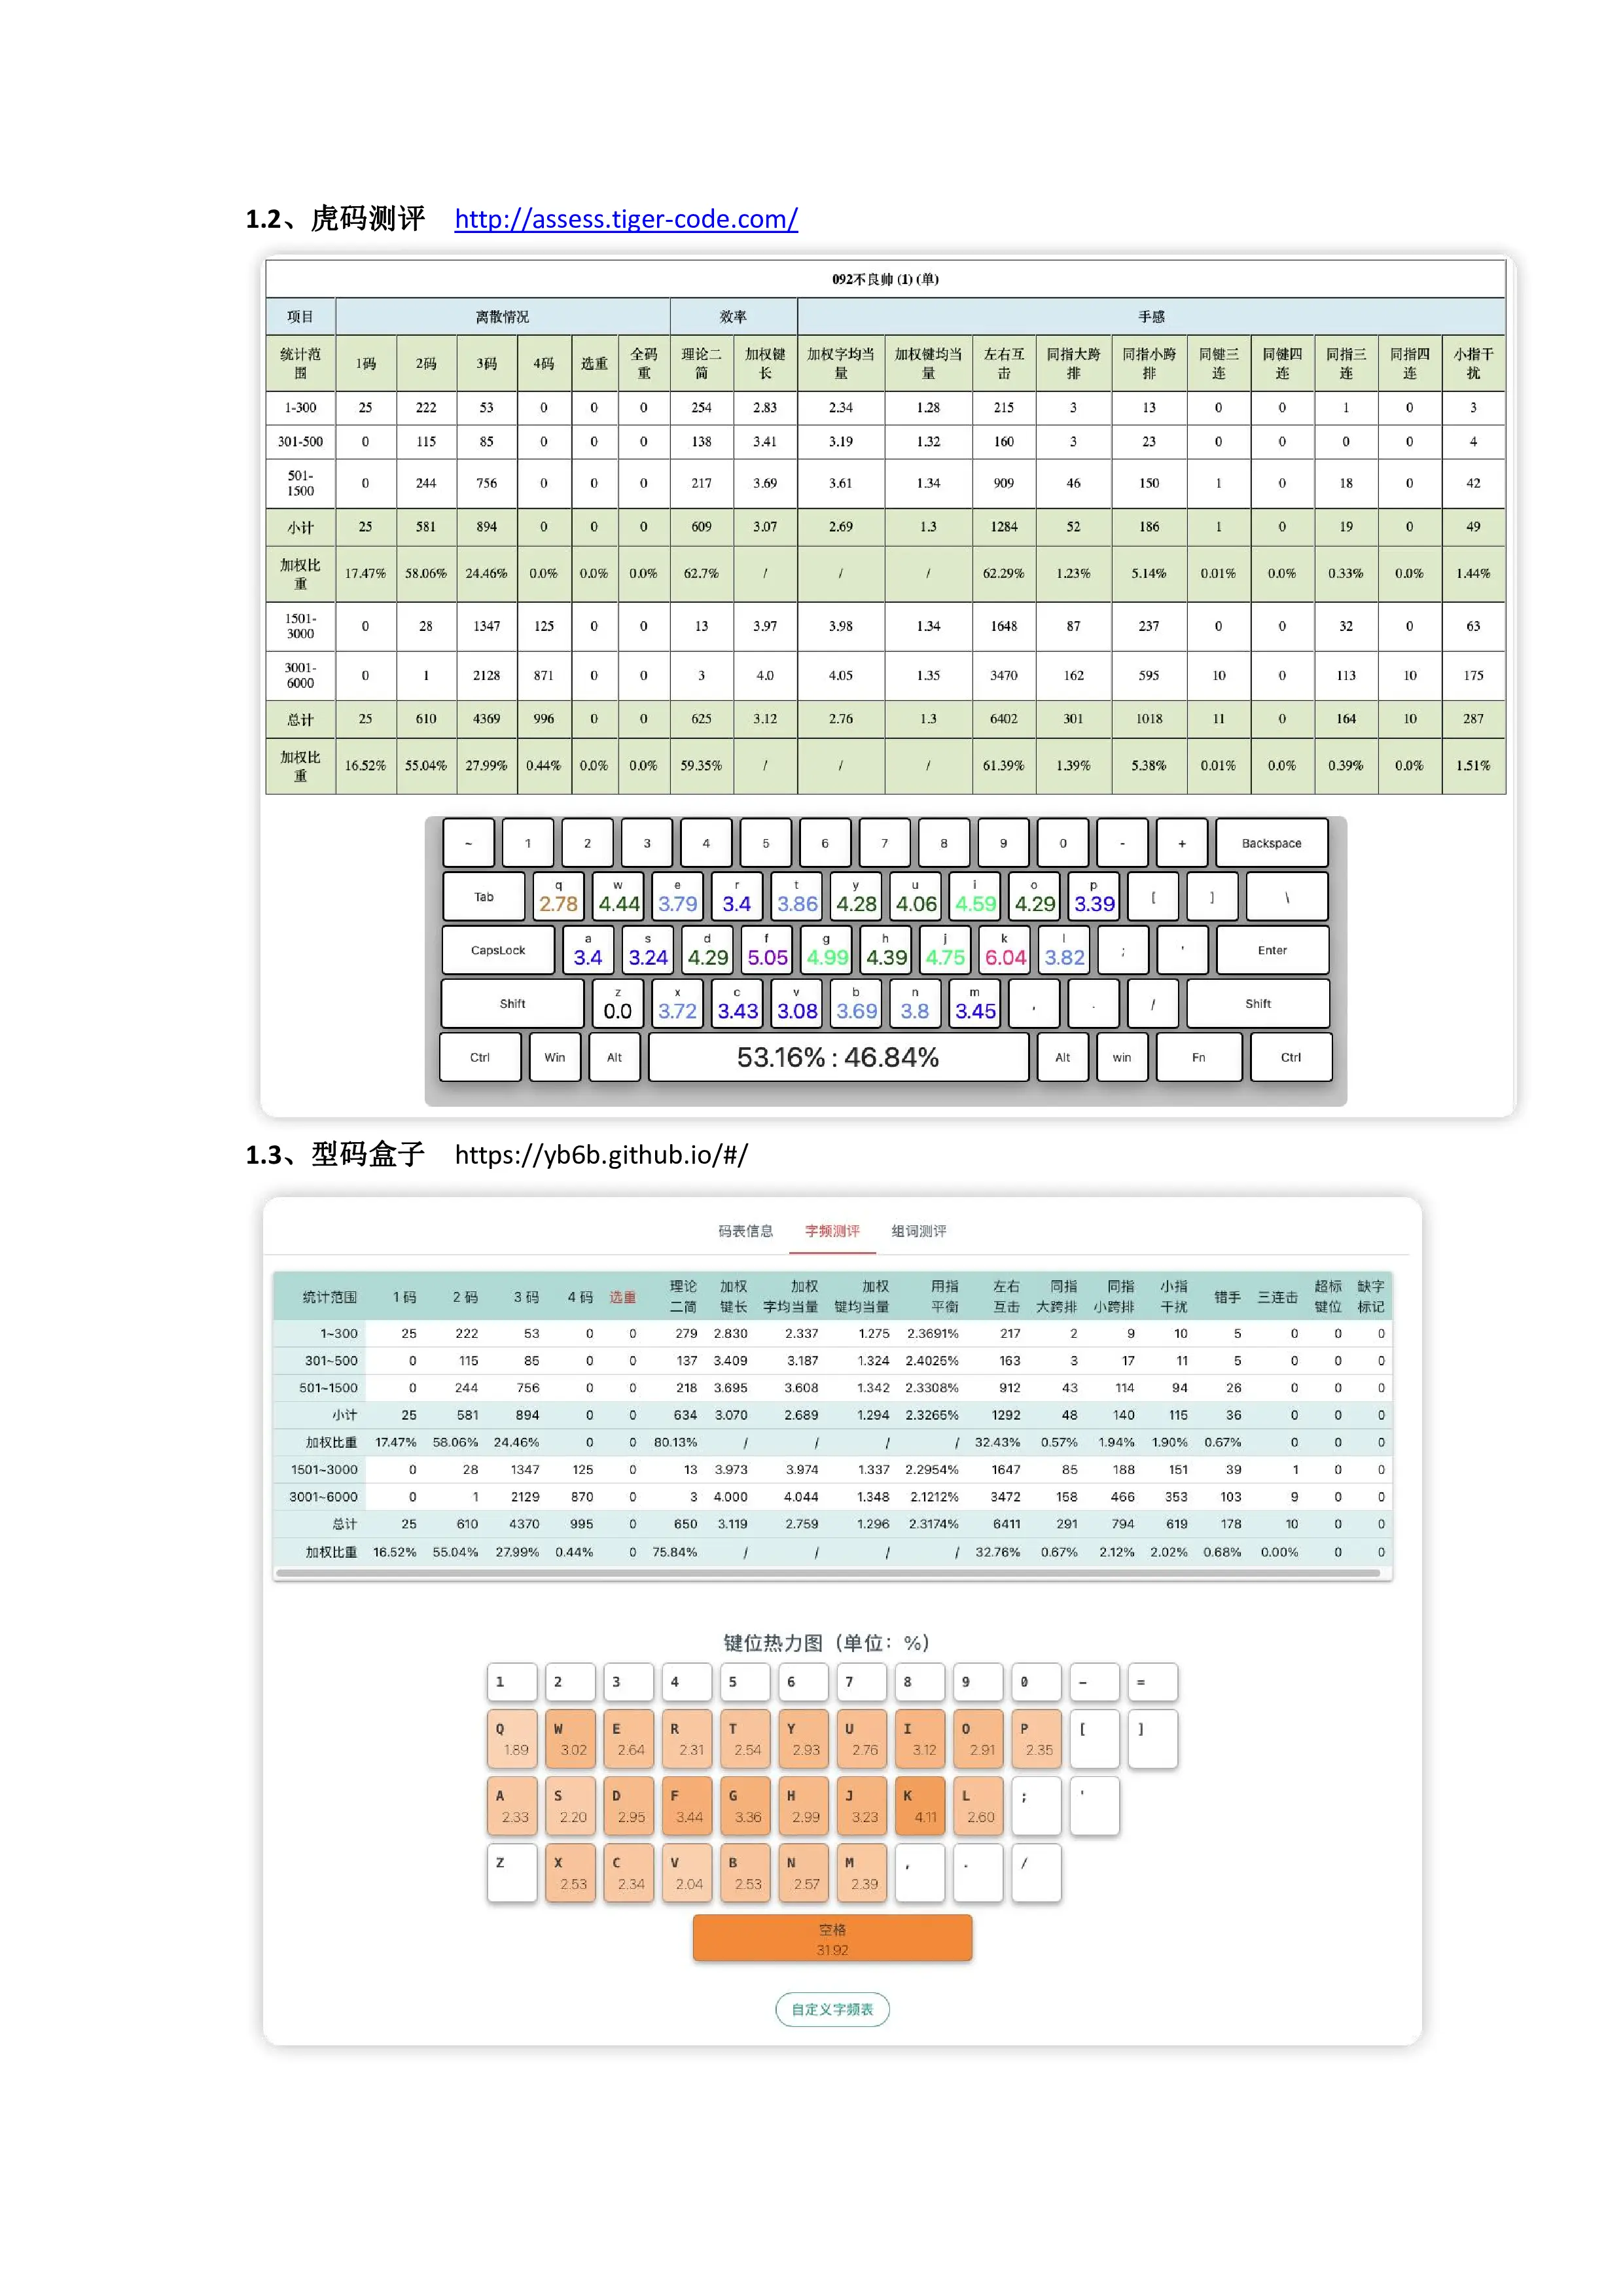 1.2、虎码测评 http://assess.tiger-code.com/
092不良帅 (1) (单)
项目 离散情况 效率 手感
统计范围 1码 2码 3码 4码 选重 全码重 理论二简 加权键长 加权字均当量 加权键均当量 左右互击 同指大跨排 同指小跨排 同键三连 同键四连 同指三连 同指四连 小指干扰
1-300 25 222 53 0 0 0 254 2.83 2.34 1.28 215 3 13 0 0 1 0 3
301-500 0 115 85 0 0 0 138 3.41 3.19 1.32 160 3 23 0 0 0 0 4
501-1500 0 244 756 0 0 0 217 3.69 3.61 1.34 909 46 150 1 0 18 0 42
小计 25 581 894 0 0 0 609 3.07 2.69 1.3 1284 52 186 1 0 19 0 49
加权比重 17.47% 58.06% 24.46% 0.0% 0.0% 0.0% 62.7% / / / 62.29% 1.23% 5.14% 0.01% 0.0% 0.33% 0.0% 1.44%
1501-3000 0 28 1347 125 0 0 13 3.97 3.98 1.34 1648 87 237 0 0 32 0 63
3001-6000 0 1 2128 871 0 0 3 4.0 4.05 1.35 3470 162 595 10 0 113 10 175
总计 25 610 4369 996 0 0 625 3.12 2.76 1.3 6402 301 1018 11 0 164 10 287
加权比重 16.52% 55.04% 27.99% 0.44% 0.0% 0.0% 59.35% / / / 61.39% 1.39% 5.38% 0.01% 0.0% 0.39% 0.0% 1.51%
~ 1 2 3 4 5 6 7 8 9 0 - + Backspace
Tab q w e r t y u i o p [ ] \
2.78 4.44 3.79 3.4 3.86 4.28 4.06 4.59 4.29 3.39
CapsLock a s d f g h j k l ; ' Enter
3.4 3.24 4.29 5.05 4.99 4.39 4.75 6.04 3.82
Shift z x c v b n m , . / Shift
0.0 3.72 3.43 3.08 3.69 3.8 3.45
Ctrl Win Alt 53.16% : 46.84% Alt win Fn Ctrl
1.3、型码盒子 https://yb6b.github.io/#/
码表信息 字频测评 组词测评
统计范围 1码 2码 3码 4码 选重 理论二简 加权键长 加权字均当量 加权键均当量 用指平衡 左右互击 同指大跨排 同指小跨排 小指干扰 错手 三连击 超标键位 缺字标记
1~300 25 222 53 0 0 279 2.830 2.337 1.275 2.3691% 217 2 9 10 5 0 0 0
301~500 0 115 85 0 0 137 3.409 3.187 1.324 2.4025% 163 3 17 11 5 0 0 0
501~1500 0 244 756 0 0 218 3.695 3.608 1.342 2.3308% 912 43 114 94 26 0 0 0
小计 25 581 894 0 0 634 3.070 2.689 1.294 2.3265% 1292 48 140 115 36 0 0 0
加权比重 17.47% 58.06% 24.46% 0 0 80.13% / / / / 32.43% 0.57% 1.94% 1.90% 0.67% 0 0 0
1501~3000 0 28 1347 125 0 13 3.973 3.974 1.337 2.2954% 1647 85 188 151 39 1 0 0
3001~6000 0 1 2129 870 0 3 4.000 4.044 1.348 2.1212% 3472 158 466 353 103 9 0 0
总计 25 610 4370 995 0 650 3.119 2.759 1.296 2.3174% 6411 291 794 619 178 10 0 0
加权比重 16.52% 55.04% 27.99% 0.44% 0 75.84% / / / / 32.76% 0.67% 2.12% 2.02% 0.68% 0.00% 0 0
键位热力图（单位：%）
1 2 3 4 5 6 7 8 9 0 - =
Q W E R T Y U I O P [ ]
1.89 3.02 2.64 2.31 2.54 2.93 2.76 3.12 2.91 2.35
A S D F G H J K L ; '
2.33 2.20 2.95 3.44 3.36 2.99 3.23 4.11 2.60
Z X C V B N M , . /
2.53 2.34 2.04 2.53 2.57 2.39
空格
31.92
自定义字频表